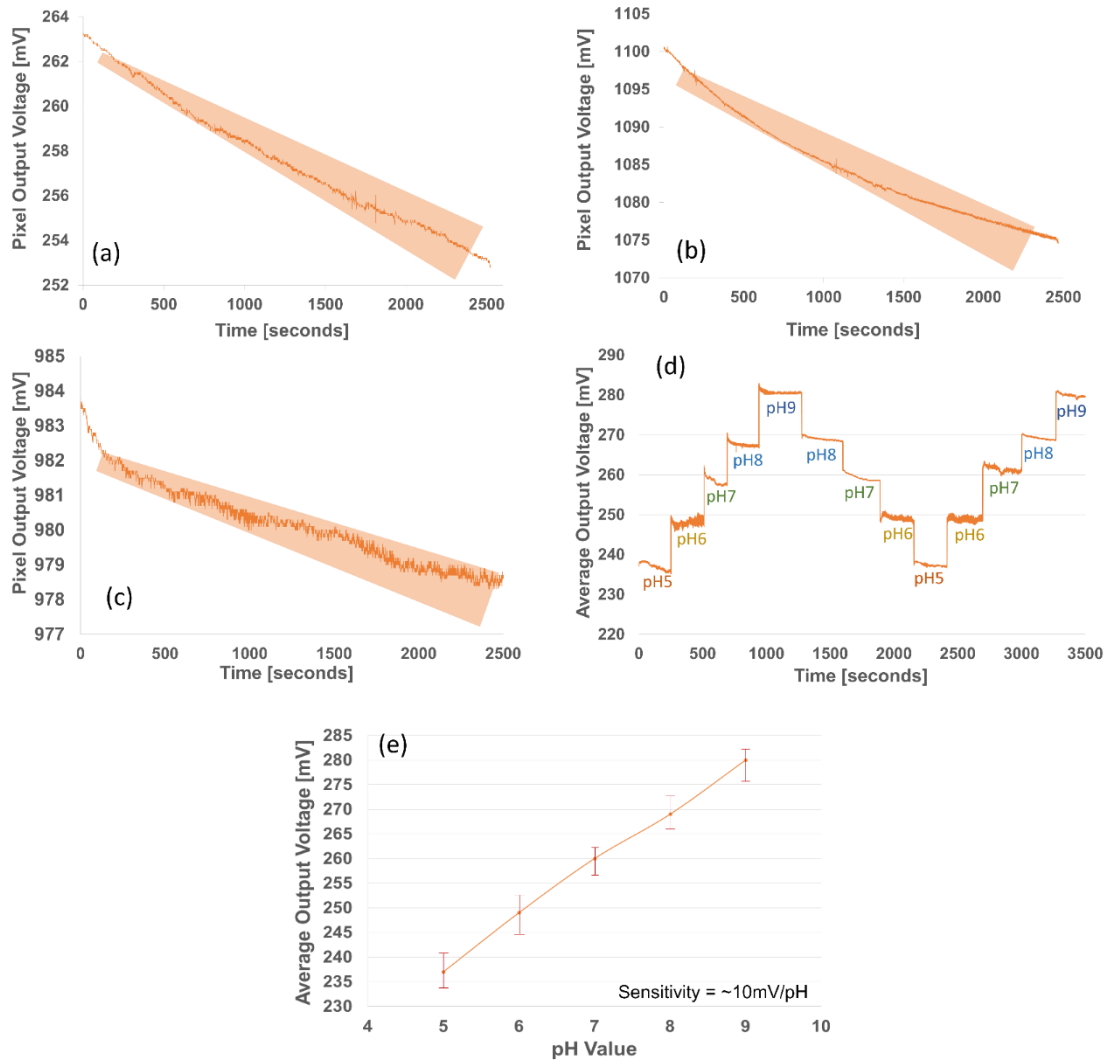 264
262
260
258
256
254
252
Pixel Output Voltage [mV]
(a)
0 500 1000 1500 2000 2500
Time [seconds]
1105
1100
1095
1090
1085
1080
1075
1070
Pixel Output Voltage [mV]
(b)
0 500 1000 1500 2000 2500
Time [seconds]
985
984
983
982
981
980
979
978
977
Pixel Output Voltage [mV]
(c)
0 500 1000 1500 2000 2500
Time [seconds]
290
280
270
260
250
240
230
220
Average Output Voltage [mV]
(d)
pH9 pH9
pH8 pH8 pH8
pH7 pH7 pH7
pH6 pH6 pH6
pH5 pH5
0 500 1000 1500 2000 2500 3000 3500
Time [seconds]
285
280
275
270
265
260
255
250
245
240
235
230
Average Output Voltage [mV]
(e)
Sensitivity = ~10mV/pH
4 5 6 7 8 9 10
pH Value